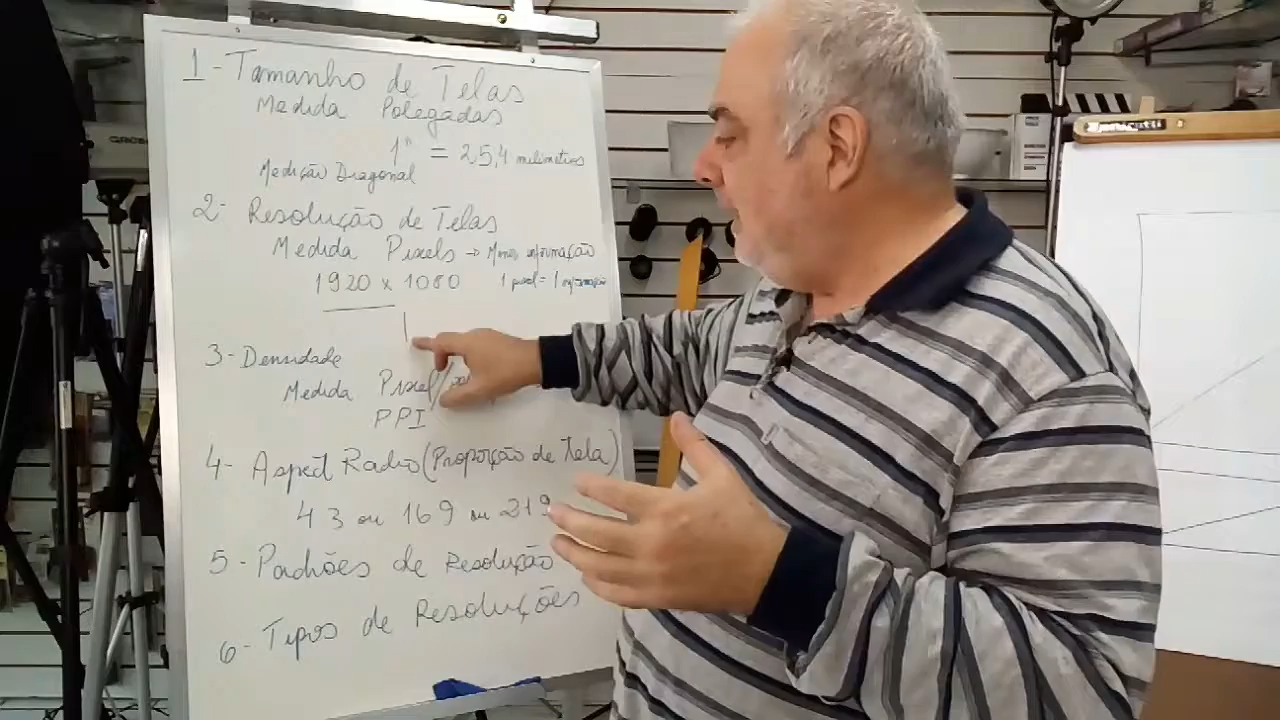 1 - Tamanho de Telas
Medida Polegadas
1" = 25,4 milimetros
Medição Diagonal
2 - Resolução de Telas
Medida Pixels → Menor informação
1920 x 1080 1 pixel = 1 informação
3 - Densidade
Medida Pixel/
PPI
4 - Aspect Radio (Proporção de Tela)
4 3 ou 16 9 ou 21 9
5 - Padrões de Resolução
6 - Tipos de Resoluções